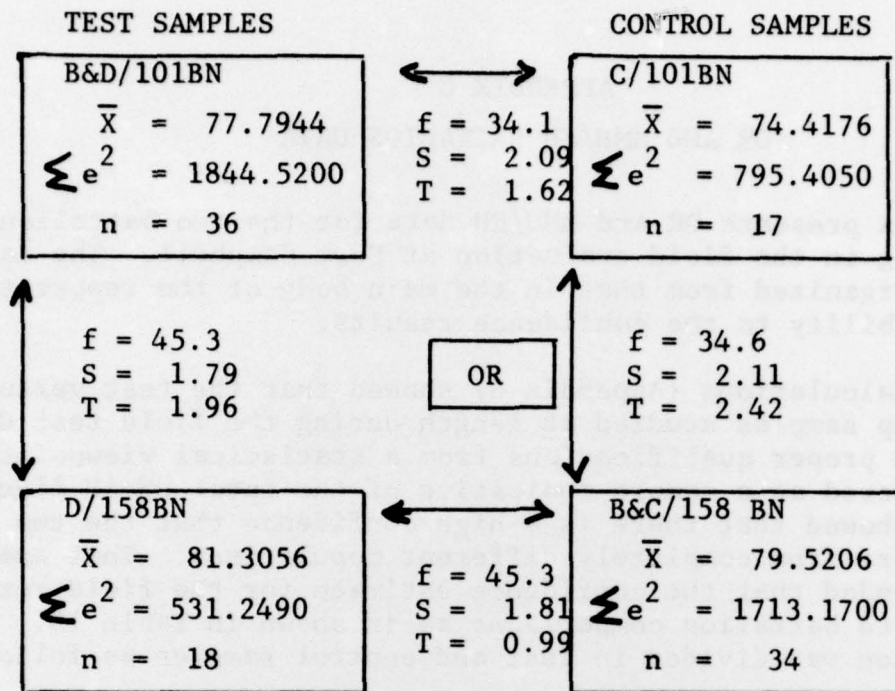 TEST SAMPLES
CONTROL SAMPLES
B&D/101BN
X̅ = 77.7944
Σe² = 1844.5200
n = 36
f = 34.1
S = 2.09
T = 1.62
C/101BN
X̅ = 74.4176
Σe² = 795.4050
n = 17
f = 45.3
S = 1.79
T = 1.96
OR
f = 34.6
S = 2.11
T = 2.42
D/158BN
X̅ = 81.3056
Σe² = 531.2490
n = 18
f = 45.3
S = 1.81
T = 0.99
B&C/158 BN
X̅ = 79.5206
Σe² = 1713.1700
n = 34